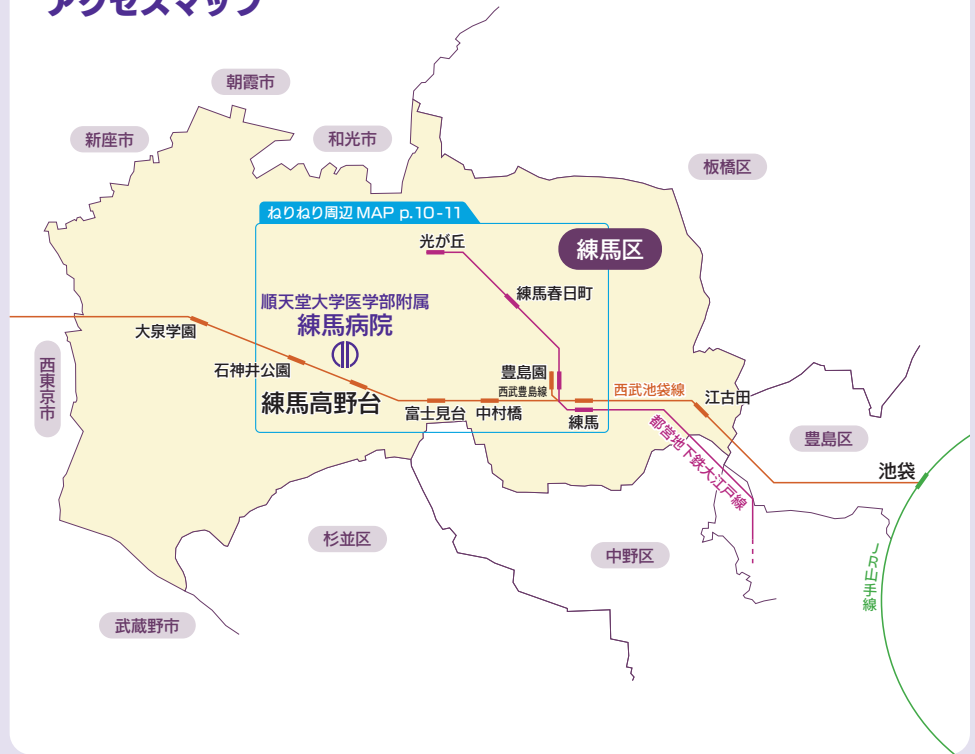 アクセスマップ
朝霞市
新座市
和光市
板橋区
ねりねり周辺 MAP p.10-11
光が丘
練馬区
練馬春日町
順天堂大学医学部附属
練馬病院
大泉学園
石神井公園
西東京市
練馬高野台
富士見台
中村橋
豊島園
西武豊島線
練馬
西武池袋線
江古田
都営地下鉄大江戸線
豊島区
池袋
杉並区
中野区
JR山手線
武蔵野市